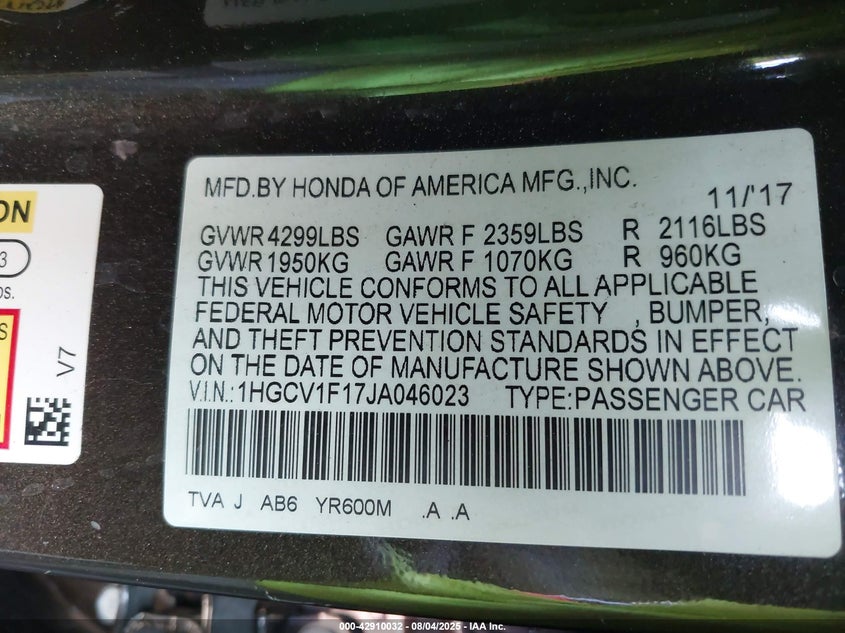 MFD.BY HONDA OF AMERICA MFG.,INC. 11/'17
GVWR 4299LBS GAWR F 2359LBS R 2116LBS
GVWR 1950KG GAWR F 1070KG R 960KG
THIS VEHICLE CONFORMS TO ALL APPLICABLE
FEDERAL MOTOR VEHICLE SAFETY , BUMPER,
AND THEFT PREVENTION STANDARDS IN EFFECT
ON THE DATE OF MANUFACTURE SHOWN ABOVE.
V.I.N.:1HGCV1F17JA046023 TYPE:PASSENGER CAR
TVA J AB6 YR600M .A .A
ON
3
OS.
S
V7
000-42910032 - 08/04/2025 - IAA Inc.